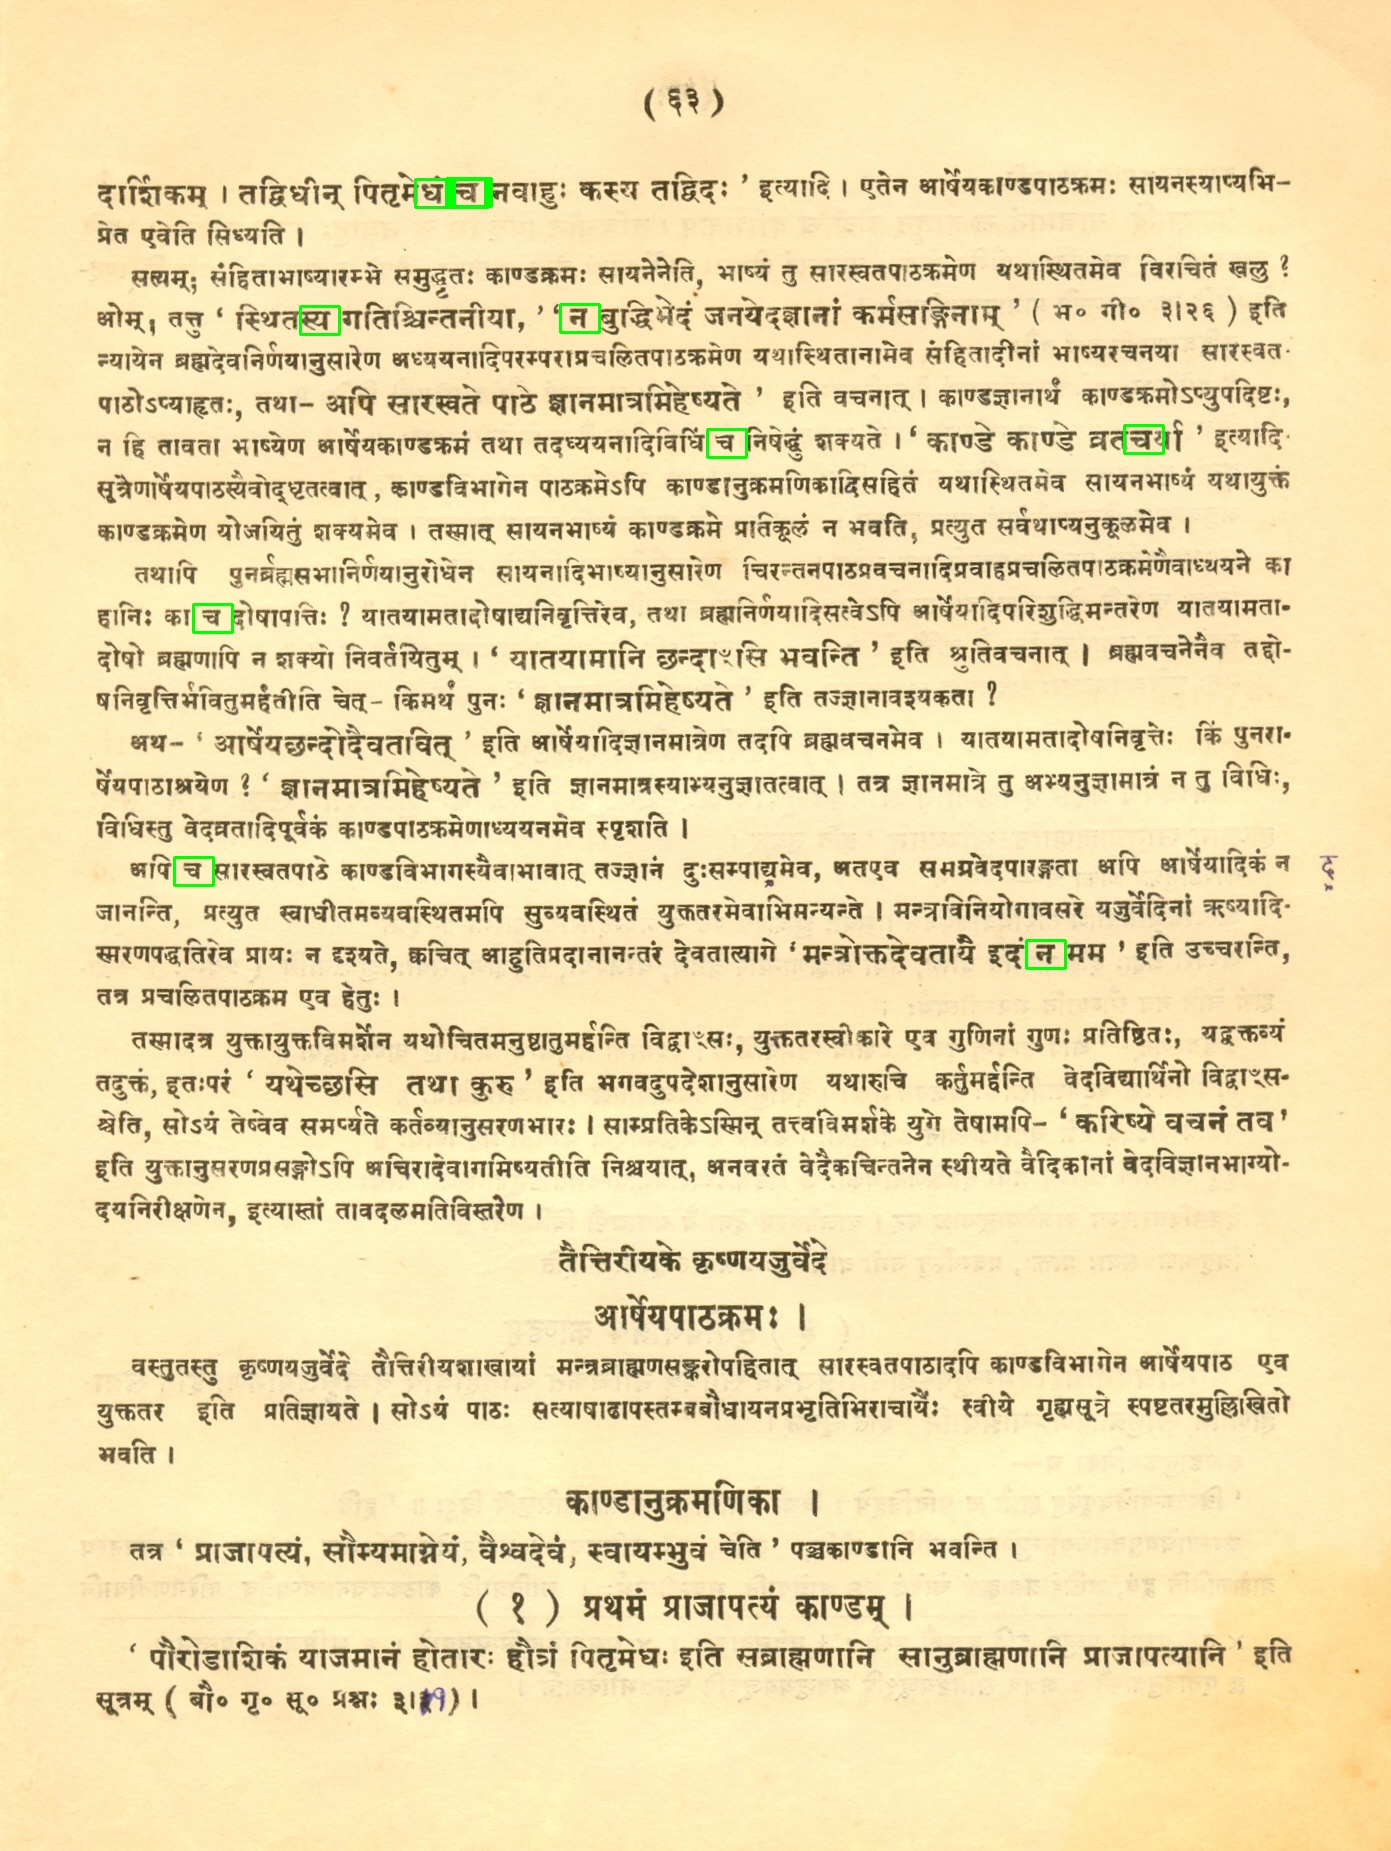 ( ६३ )
दार्शिकम् । तद्विधीन् पितृमेधं च नवाहुः कस्य तद्विदः ’ इत्यादि । एतेन आर्षेयकाण्डपाठक्रमः सायनस्याप्यभि–
प्रेत एवेति सिध्यति ।
सत्यम्; संहिताभाष्यारम्भे समुद्धृतः काण्डक्रमः सायनेनेति, भाष्यं तु सारस्वतपाठक्रमेण यथास्थितमेव विरचितं खलु ?
ओम्, तत्तु ‘ स्थितस्य गतिश्चिन्तनीया, ’ ‘ न बुद्धिभेदं जनयेदज्ञानां कर्मसङ्गिनाम् ’ ( भ० गी० ३।२६ ) इति
न्यायेन ब्रह्मदेवनिर्णयानुसारेण अध्ययनादिपरम्पराप्रचलितपाठक्रमेण यथास्थितानामेव संहितादीनां भाष्यरचनया सारस्वत-
पाठोऽप्याहृतः, तथा– अपि सारस्वते पाठे ज्ञानमात्रमिहेष्यते ’ इति वचनात् । काण्डज्ञानार्थं काण्डक्रमोऽप्युपदिष्टः,
न हि तावता भाष्येण आर्षेयकाण्डक्रमं तथा तदध्ययनादिविधिं च निषेद्धुं शक्यते । ‘ काण्डे काण्डे व्रतचर्या ’ इत्यादि-
सूत्रेणार्षेयपाठस्यैवोद्धृतत्वात्, काण्डविभागेन पाठक्रमेऽपि काण्डानुक्रमणिकादिसहितं यथास्थितमेव सायनभाष्यं यथायुक्तं
काण्डक्रमेण योजयितुं शक्यमेव । तस्मात् सायनभाष्यं काण्डक्रमे प्रतिकूलं न भवति, प्रत्युत सर्वथाप्यनुकूलमेव ।
तथापि पुनर्ब्रह्मसभानिर्णयानुरोधेन सायनादिभाष्यानुसारेण चिरन्तनपाठप्रवचनादिप्रवाहप्रचलितपाठक्रमेणैवाध्ययने का
हानिः का च दोषापत्तिः ? यातयामतादोषाद्यनिवृत्तिरेव, तथा ब्रह्मनिर्णयादिसत्वेऽपि आर्षेयादिपरिशुद्धिमन्तरेण यातयामता-
दोषो ब्रह्मणापि न शक्यो निवर्तयितुम् । ‘ यातयामानि छन्दाꣳसि भवन्ति ’ इति श्रुतिवचनात् । ब्रह्मवचनेनैव तद्दो-
षनिवृत्तिर्भवितुमर्हतीति चेत्– किमर्थं पुनः ‘ ज्ञानमात्रमिहेष्यते ’ इति तज्ज्ञानावश्यकता ?
अथ– ‘ आर्षेयछन्दोदैवतावित् ’ इति आर्षेयादिज्ञानमात्रेण तदपि ब्रह्मवचनमेव । यातयामतादोषनिवृत्तेः किं पुनरा-
र्षेयपाठाश्रयेण ? ‘ ज्ञानमात्रमिहेष्यते ’ इति ज्ञानमात्रस्याभ्यनुज्ञातत्वात् । तत्र ज्ञानमात्रे तु अभ्यनुज्ञामात्रं न तु विधिः,
विधिस्तु वेदव्रतादिपूर्वकं काण्डपाठक्रमेणाध्ययनमेव स्पृशति ।
अपि च सारस्वतपाठे काण्डविभागस्यैवाभावात् तज्ज्ञानं दुःसम्पाद्यमेव, अतएव समग्रवेदपारङ्गता अपि आर्षेयादिकं न
जानन्ति, प्रत्युत स्वाधीतमव्यवस्थितमपि सुव्यवस्थितं युक्ततरमेवाभिमन्यन्ते । मन्त्रविनियोगावसरे यजुर्वेदिनां ऋष्यादि-
स्मरणपद्धतिरेव प्रायः न दृश्यते, क्वचित् आहुतिप्रदानानन्तरं देवतात्यागे ‘ मन्त्रोक्तदेवतायै इदं न मम ’ इति उच्चरन्ति,
तत्र प्रचलितपाठक्रम एव हेतुः ।
तस्मादत्र युक्तायुक्तविमर्शेन यथोचितमनुष्ठातुमर्हन्ति विद्वाꣳसः, युक्ततरस्वीकारे एव गुणिनां गुणः प्रतिष्ठितः, यद्वक्तव्यं
तदुक्तं, इतःपरं ‘ यथेच्छसि तथा कुरु ’ इति भगवदुपदेशानुसारेण यथारुचि कर्तुमर्हन्ति वेदविद्यार्थिनो विद्वाꣳस-
श्चेति, सोऽयं तेष्वेव समर्प्यते कर्तव्यानुसरणभारः । साम्प्रतिकेऽस्मिन् तत्त्वविमर्शके युगे तेषामपि– ‘ करिष्ये वचनं तव ’
इति युक्तानुसरणप्रसङ्गोऽपि अचिरादेवागमिष्यतीति निश्चयात्, अनवरतं वेदैकचिन्तनेन स्थीयते वैदिकानां वेदविज्ञानभाग्यो-
दयनिरीक्षणेन, इत्यास्तां तावदलमतिविस्तरेण ।
तैत्तिरीयके कृष्णयजुर्वेदे
आर्षेयपाठक्रमः ।
वस्तुतस्तु कृष्णयजुर्वेदे तैत्तिरीयशाखायां मन्त्रब्राह्मणसङ्करोपहितात् सारस्वतपाठादपि काण्डविभागेन आर्षेयपाठ एव
युक्ततर इति प्रतिज्ञायते । सोऽयं पाठः सत्याषाढापस्तम्बबौधायनप्रभृतिभिराचार्यैः स्वीये गृह्यसूत्रे स्पष्टतरमुल्लिखितो
भवति ।
काण्डानुक्रमणिका ।
तत्र ‘ प्राजापत्यं, सौम्यमाग्नेयं, वैश्वदेवं, स्वायम्भुवं चेति ’ पञ्चकाण्डानि भवन्ति ।
( १ ) प्रथमं प्राजापत्यं काण्डम् ।
‘ पौरोडाशिकं याजमानं होतारः हौत्रं पितृमेधः इति सब्राह्मणानि सानुब्राह्मणानि प्राजापत्यानि ’ इति
सूत्रम् ( बौ० गृ० सू० प्रश्नः ३। ) ।